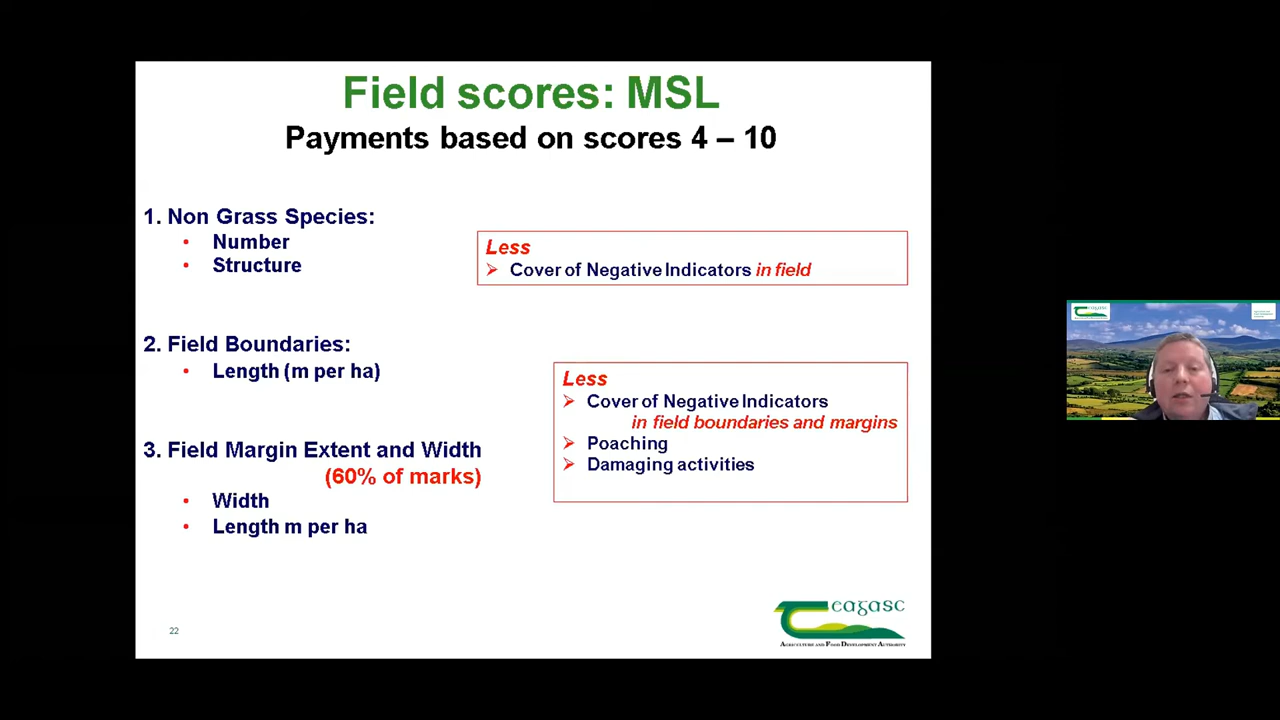 Field scores: MSL
Payments based on scores 4 – 10
1. Non Grass Species:
• Number
• Structure
Less
Cover of Negative Indicators in field
2. Field Boundaries:
• Length (m per ha)
Less
Cover of Negative Indicators
in field boundaries and margins
Poaching
Damaging activities
3. Field Margin Extent and Width
(60% of marks)
• Width
• Length m per ha
22
teagasc
AGRICULTURE AND FOOD DEVELOPMENT AUTHORITY
teagasc